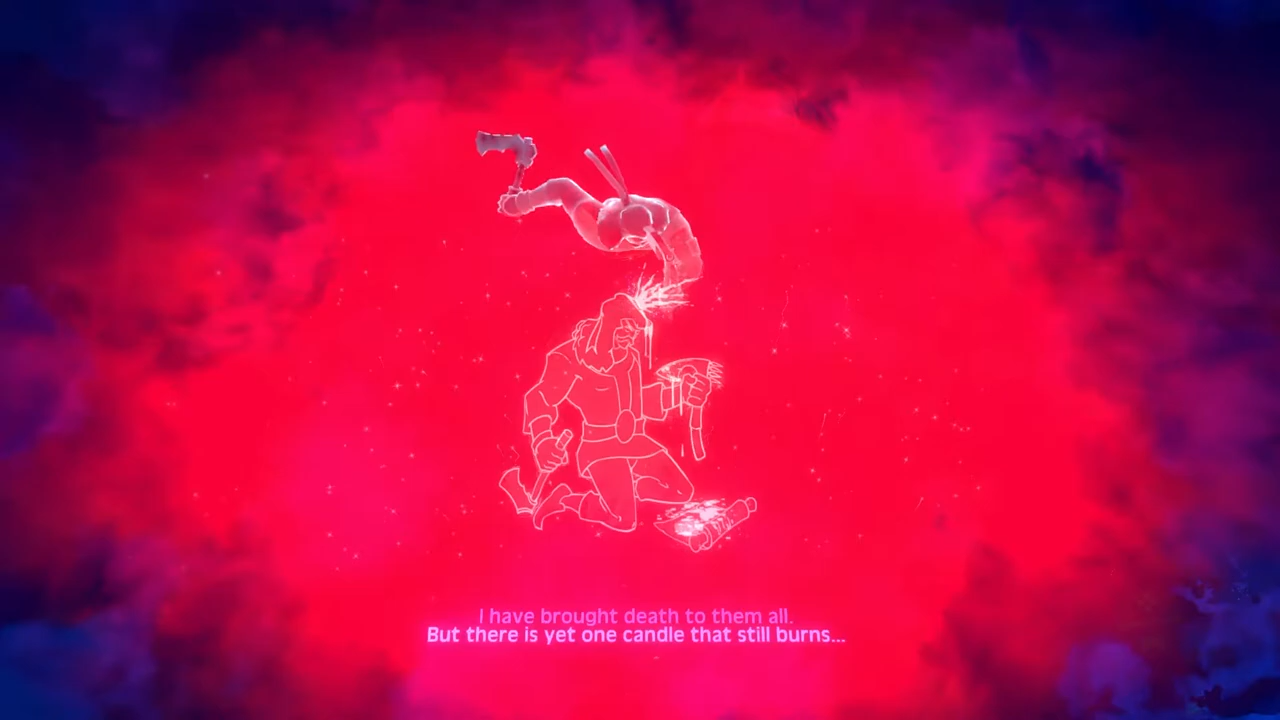 I have brought death to them all.
But there is yet one candle that still burns...